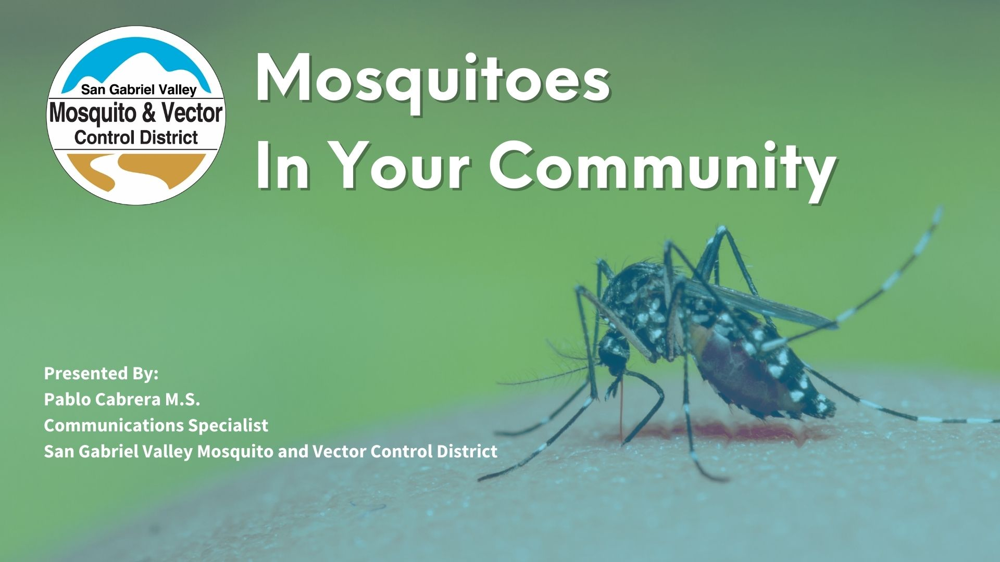 San Gabriel Valley
Mosquito & Vector
Control District
Mosquitoes
In Your Community
Presented By:
Pablo Cabrera M.S.
Communications Specialist
San Gabriel Valley Mosquito and Vector Control District